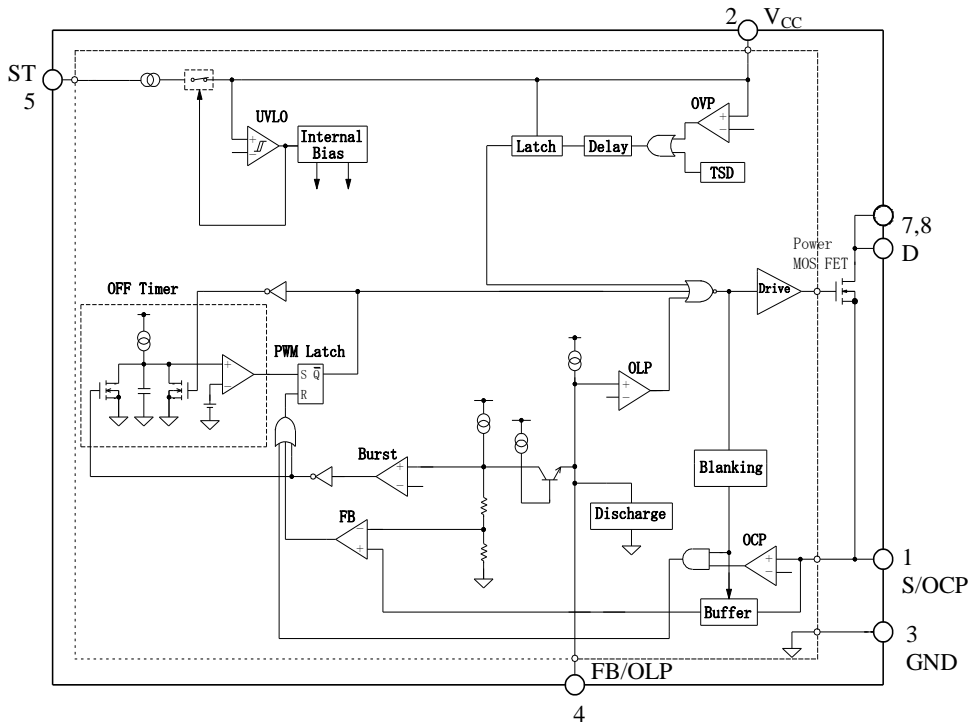 2 V_CC
ST
5
OVP
UVLO
Internal
Bias
Latch
Delay
TSD
7,8
D
Power
MOS FET
OFF Timer
Drive
PWM Latch
OLP
S Q̅
R
Burst
Blanking
FB
Discharge
OCP
1
S/OCP
Buffer
3
GND
FB/OLP
4